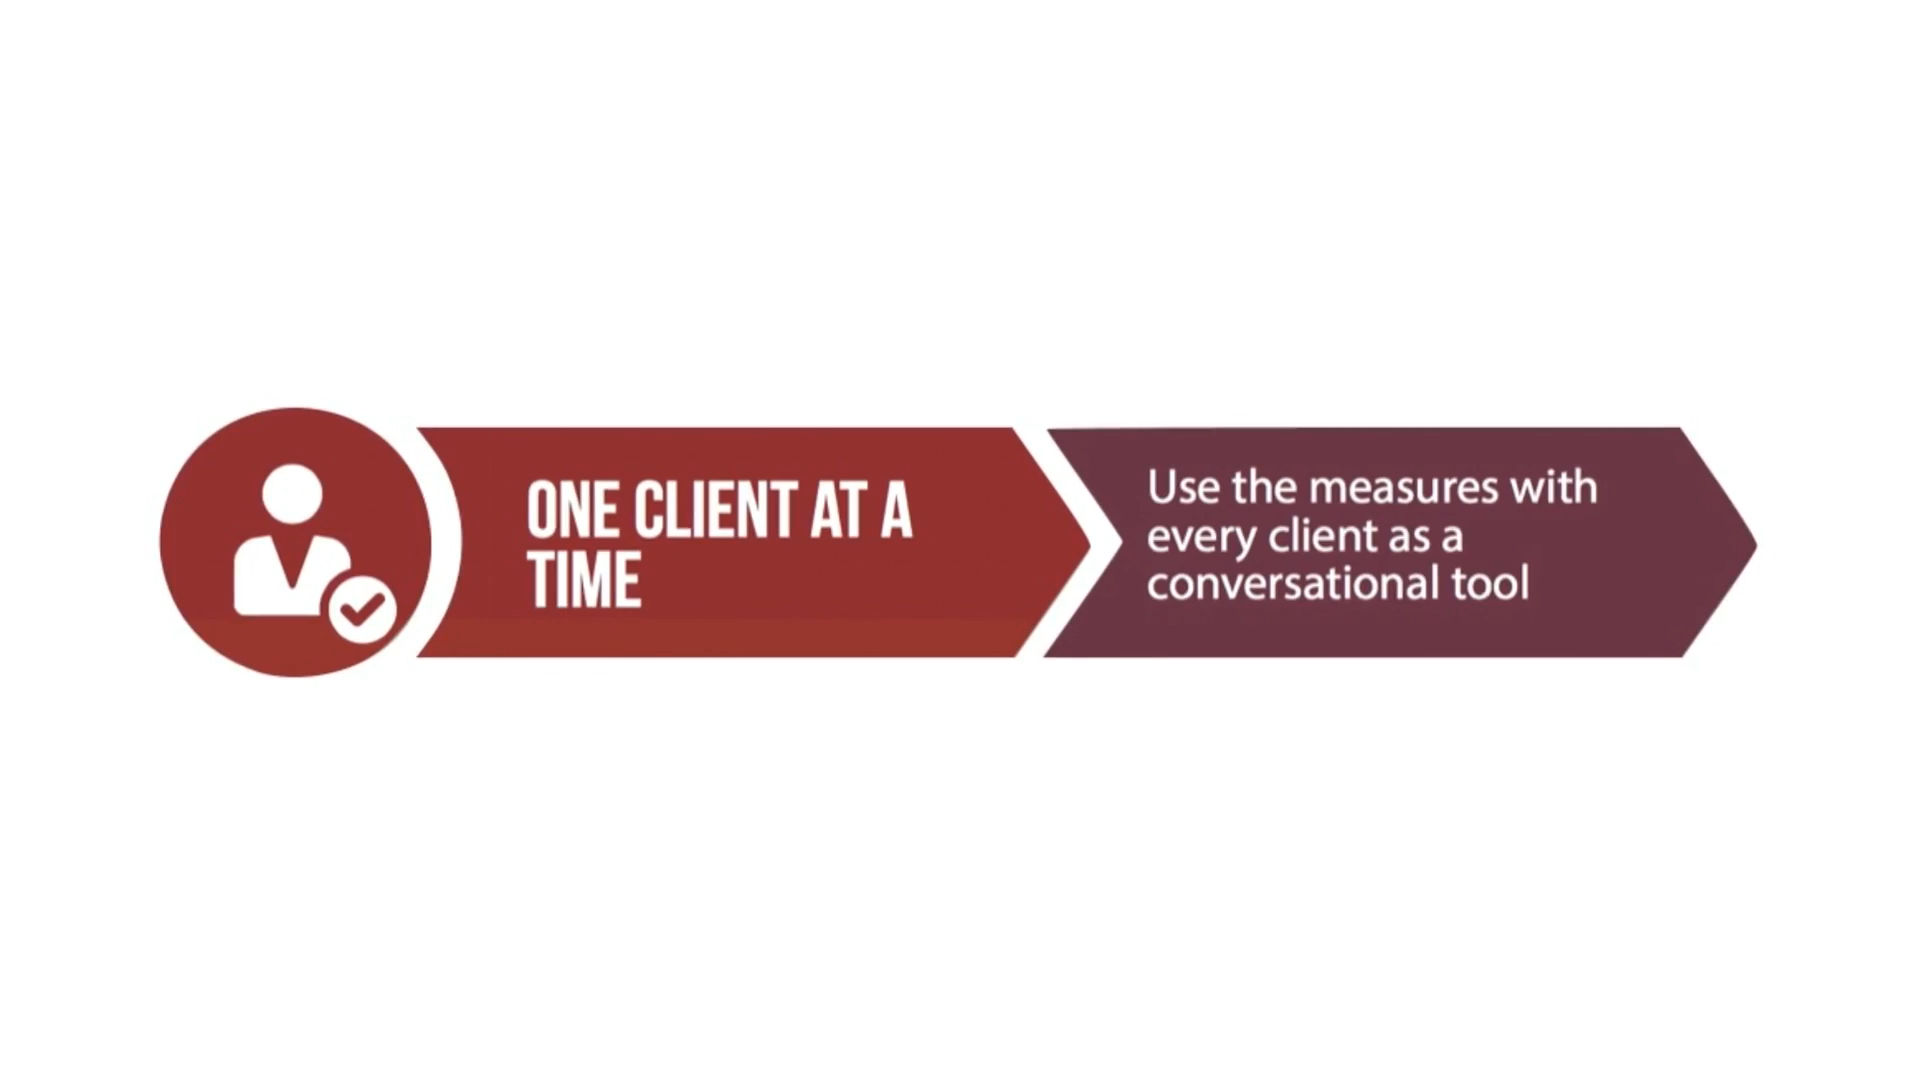 ONE CLIENT AT A
TIME
Use the measures with
every client as a
conversational tool